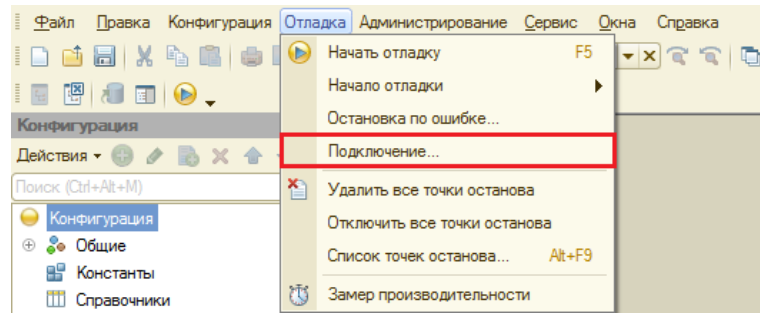 Файл Правка Конфигурация Отладка Администрирование Сервис Окна Справка
Начать отладку F5
Начало отладки
Остановка по ошибке...
Конфигурация
Подключение...
Действия
Поиск (Ctrl+Alt+M)
Удалить все точки останова
Конфигурация
Отключить все точки останова
Общие
Список точек останова... Alt+F9
Константы
Справочники
Замер производительности